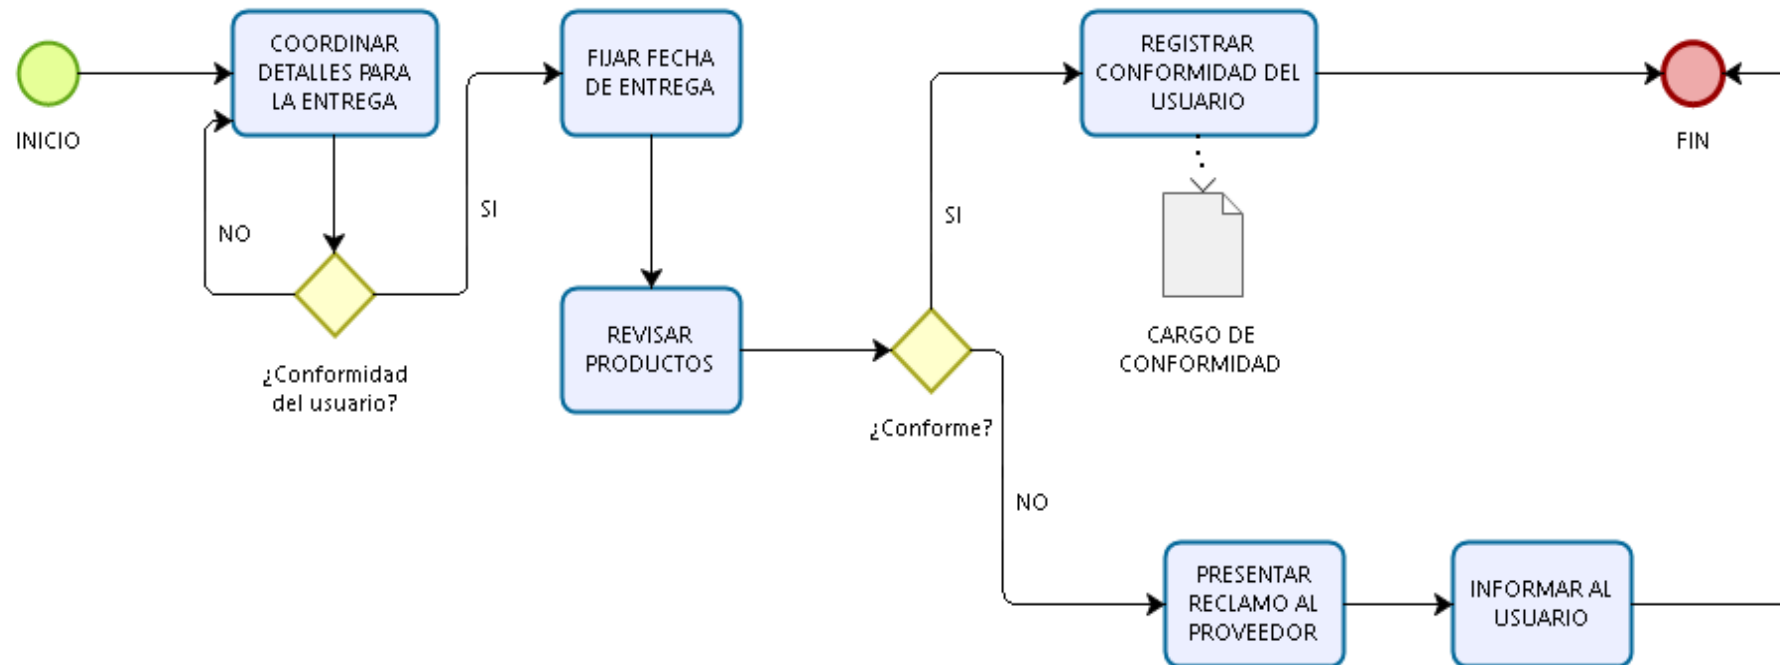 INICIO
COORDINAR
DETALLES PARA
LA ENTREGA
NO
¿Conformidad
del usuario?
SI
FIJAR FECHA
DE ENTREGA
REVISAR
PRODUCTOS
¿Conforme?
SI
REGISTRAR
CONFORMIDAD DEL
USUARIO
CARGO DE
CONFORMIDAD
FIN
NO
PRESENTAR
RECLAMO AL
PROVEEDOR
INFORMAR AL
USUARIO